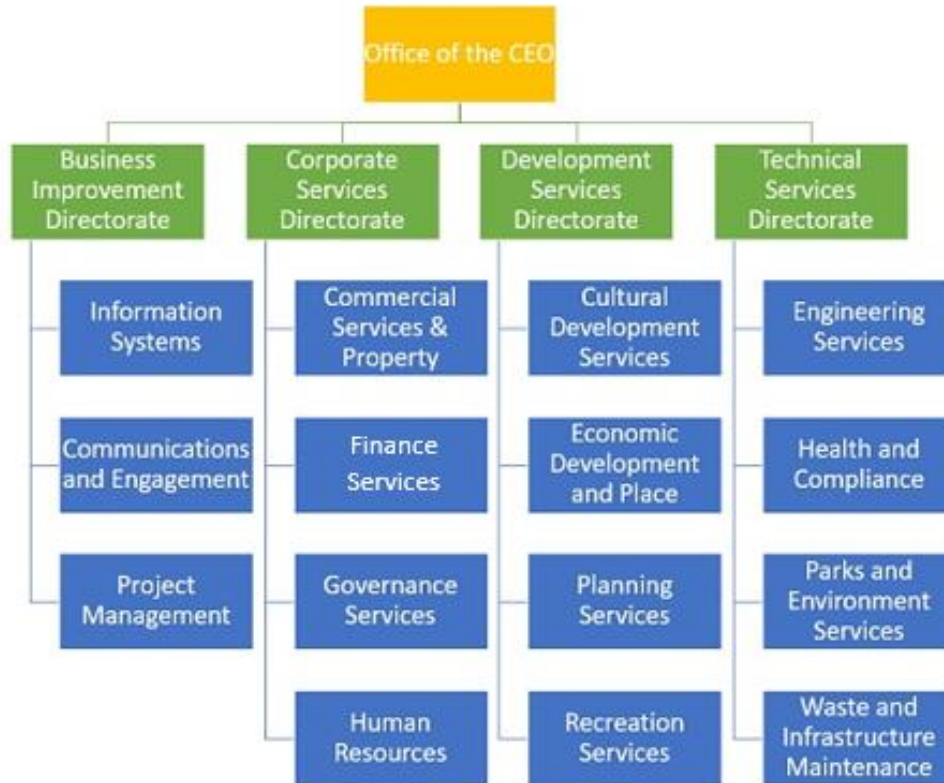 Office of the CEO
Business
Improvement
Directorate
Corporate
Services
Directorate
Development
Services
Directorate
Technical
Services
Directorate
Information
Systems
Communications
and Engagement
Project
Management
Commercial
Services &
Property
Finance
Services
Governance
Services
Human
Resources
Cultural
Development
Services
Economic
Development
and Place
Planning
Services
Recreation
Services
Engineering
Services
Health and
Compliance
Parks and
Environment
Services
Waste and
Infrastructure
Maintenance